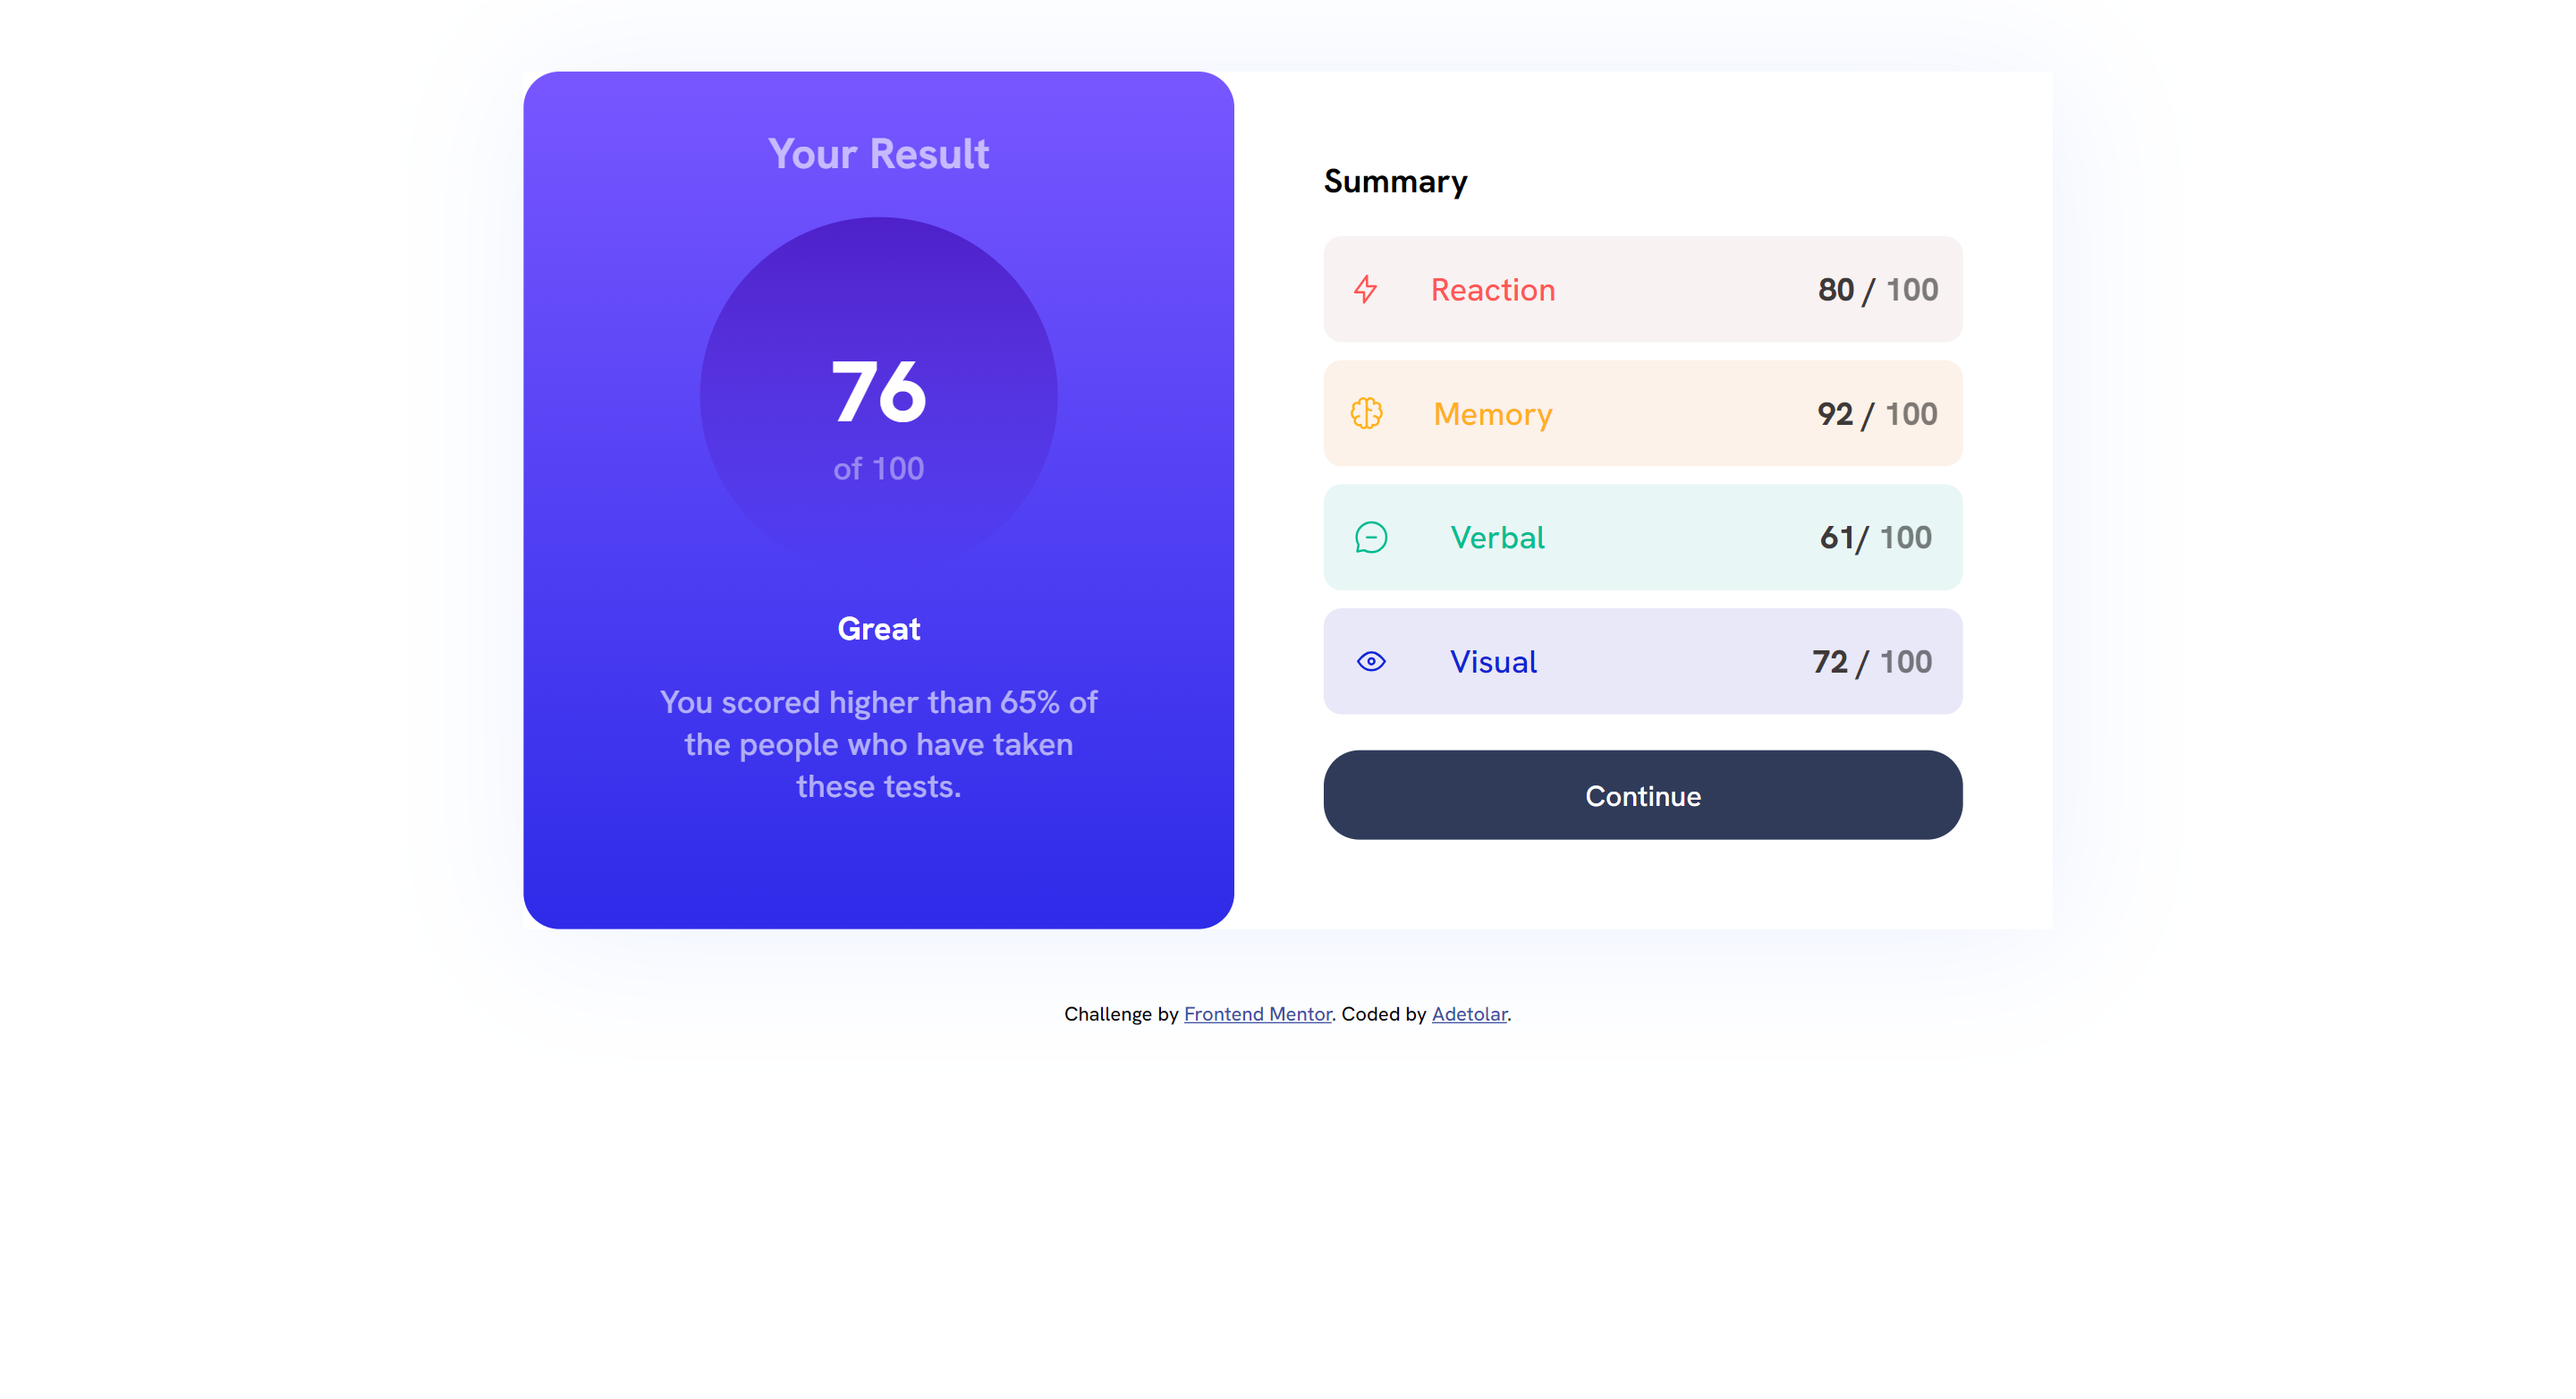 Your Result
76
of 100
Great
You scored higher than 65% of
the people who have taken
these tests.
Summary
Reaction 80 / 100
Memory 92 / 100
Verbal 61/ 100
Visual 72 / 100
Continue
Challenge by Frontend Mentor. Coded by Adetolar.